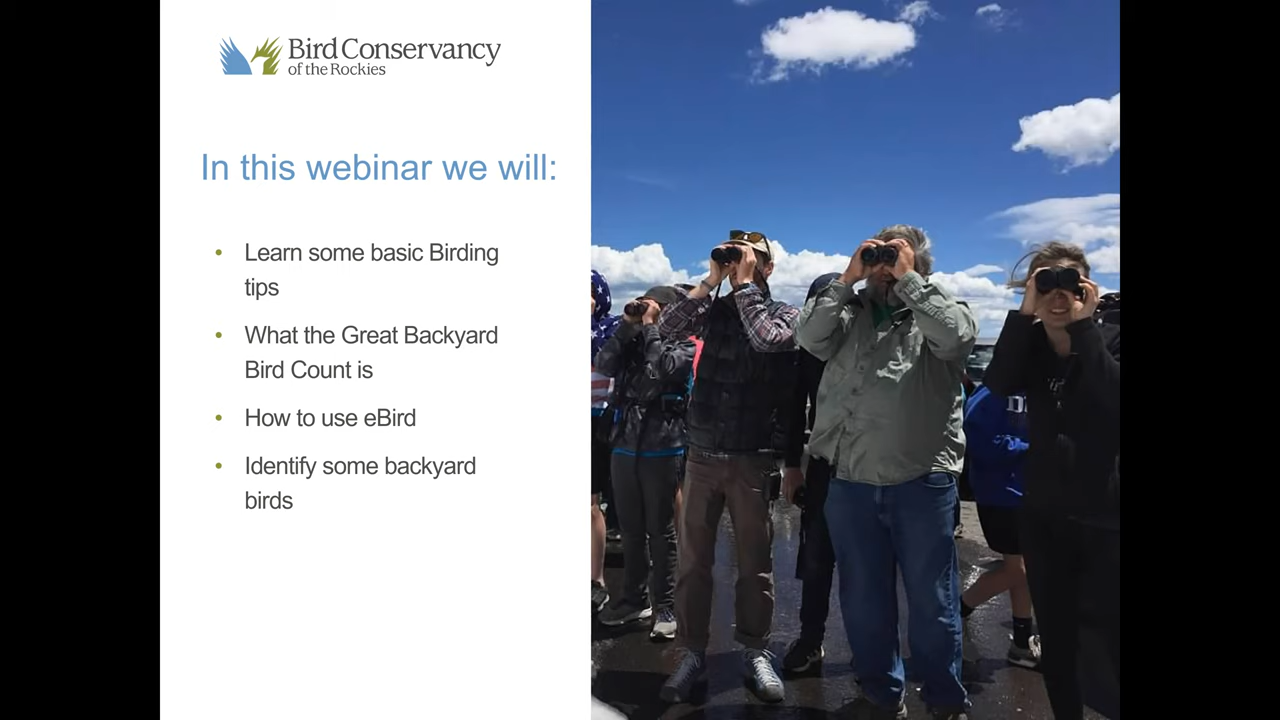 Bird Conservancy
of the Rockies
In this webinar we will:
• Learn some basic Birding
tips
• What the Great Backyard
Bird Count is
• How to use eBird
• Identify some backyard
birds